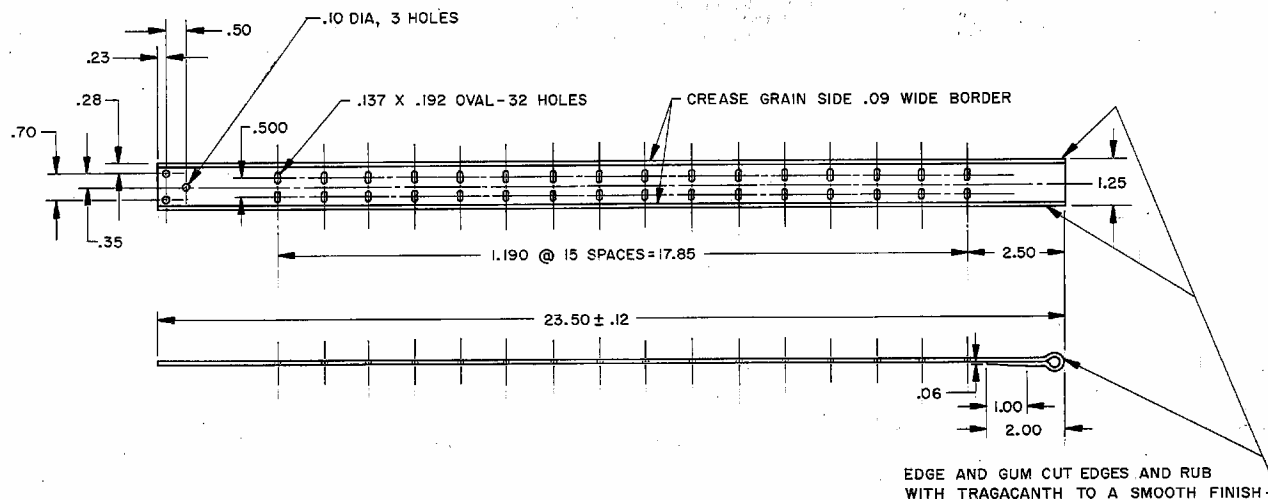 .10 DIA, 3 HOLES
.50
.23
.28
.70
.137 X .192 OVAL-32 HOLES
.500
CREASE GRAIN SIDE .09 WIDE BORDER
1.25
.35
1.190 @ 15 SPACES=17.85
2.50
23.50 ± .12
.06
1.00
2.00
EDGE AND GUM CUT EDGES AND RUB
WITH TRAGACANTH TO A SMOOTH FINISH.